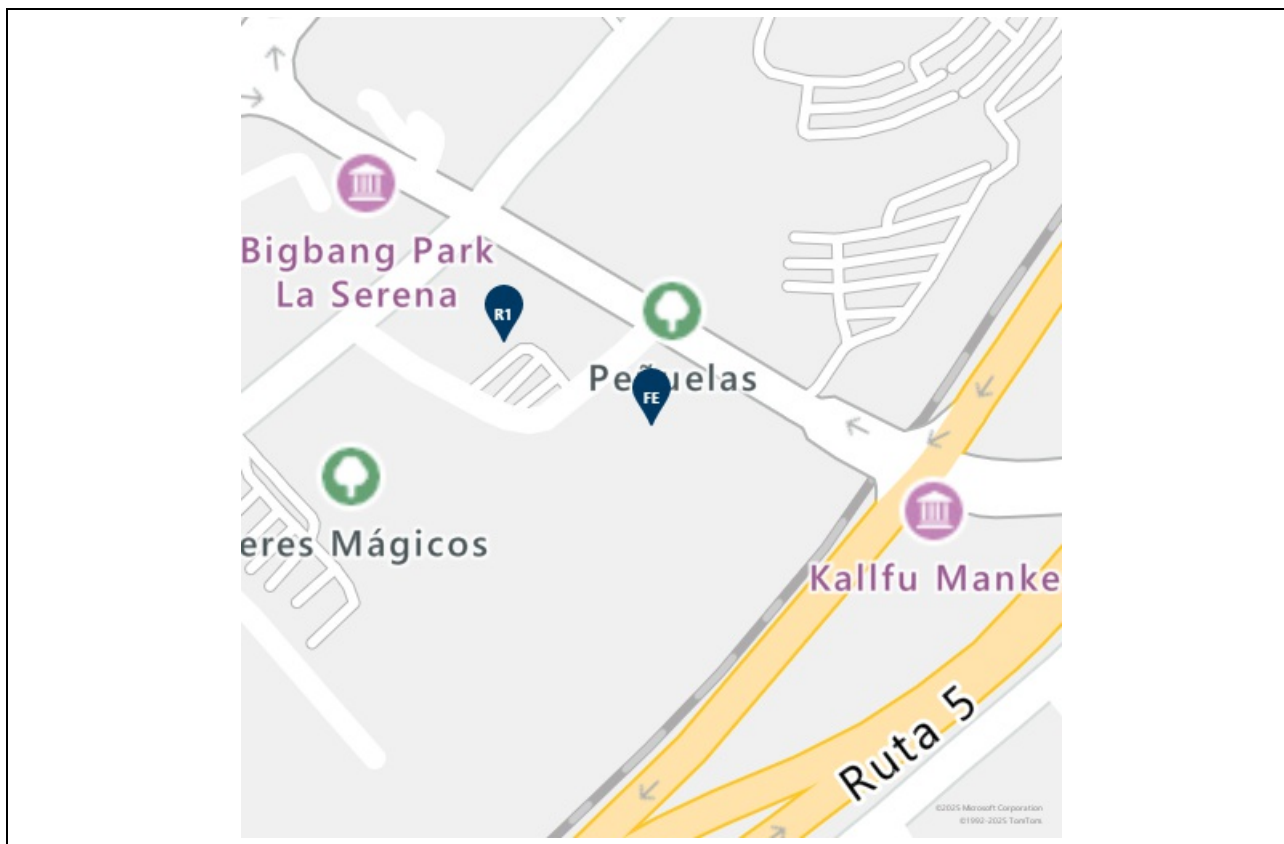 Bigbang Park
La Serena
R1
Peñuelas
FE
eres Mágicos
Kallfu Manke
Ruta 5
©2025 Microsoft Corporation
©1992-2025 TomTom